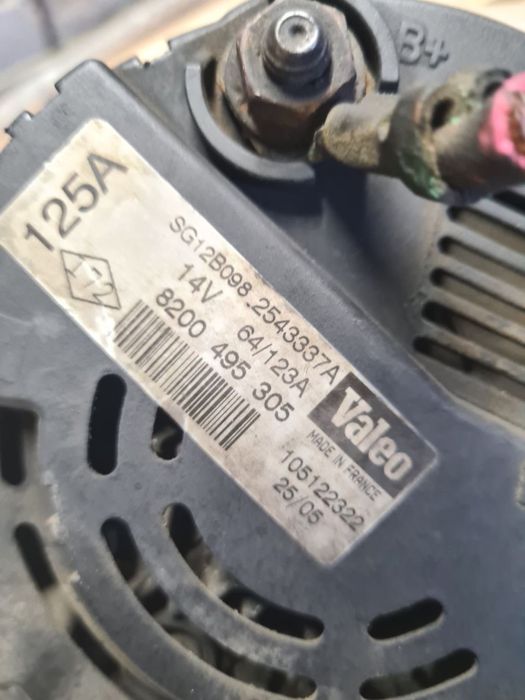 B+
125A
SG12B098 2543337A
14V 64/123A
8200 495 305
Valeo
MADE IN FRANCE
105122322
25/05